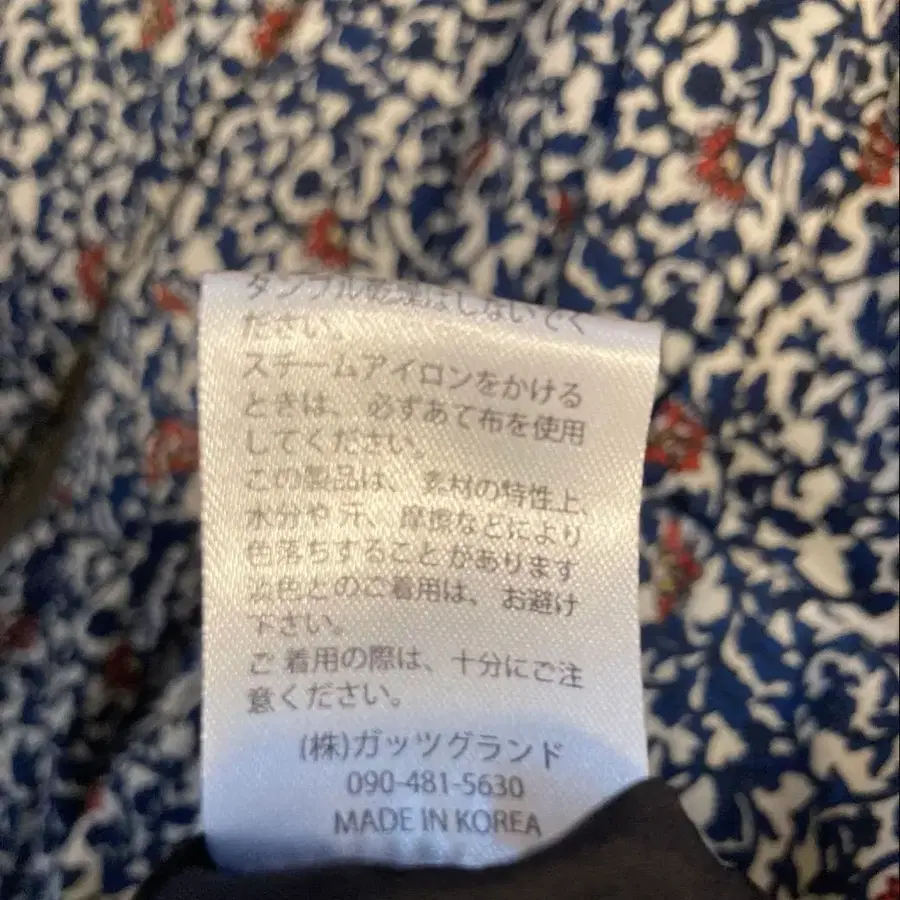 タンブル乾燥はしないでく
ださい。
スチームアイロンをかける
ときは、必ずあて布を使用
してください。
この製品は、素材の特性上、
水分や 汗、摩擦などにより
色落ちすることがあります
淡色とのご着用は、お避け
下さい。
ご 着用の際は、十分にご注
意ください。
(株)ガッツグランド
090-481-5630
MADE IN KOREA